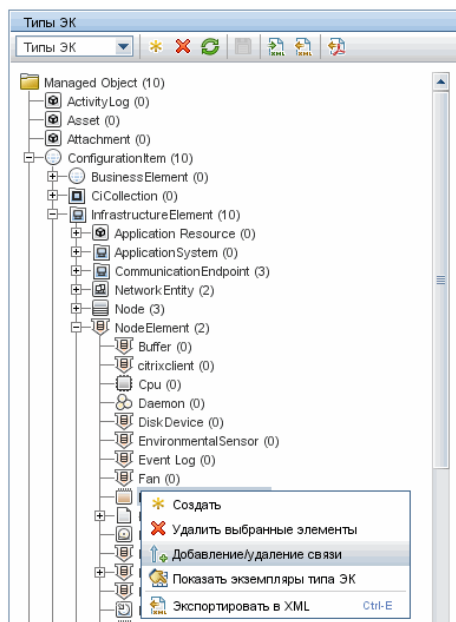 Типы ЭК
Типы ЭК
Managed Object (10)
ActivityLog (0)
Asset (0)
Attachment (0)
ConfigurationItem (10)
BusinessElement (0)
CiCollection (0)
InfrastructureElement (10)
Application Resource (0)
ApplicationSystem (0)
CommunicationEndpoint (3)
NetworkEntity (2)
Node (3)
NodeElement (2)
Buffer (0)
citrixclient (0)
Cpu (0)
Daemon (0)
DiskDevice (0)
EnvironmentalSensor (0)
Event Log (0)
Fan (0)
Создать
Удалить выбранные элементы
Добавление/удаление связи
Показать экземпляры типа ЭК
Экспортировать в XML Ctrl-E